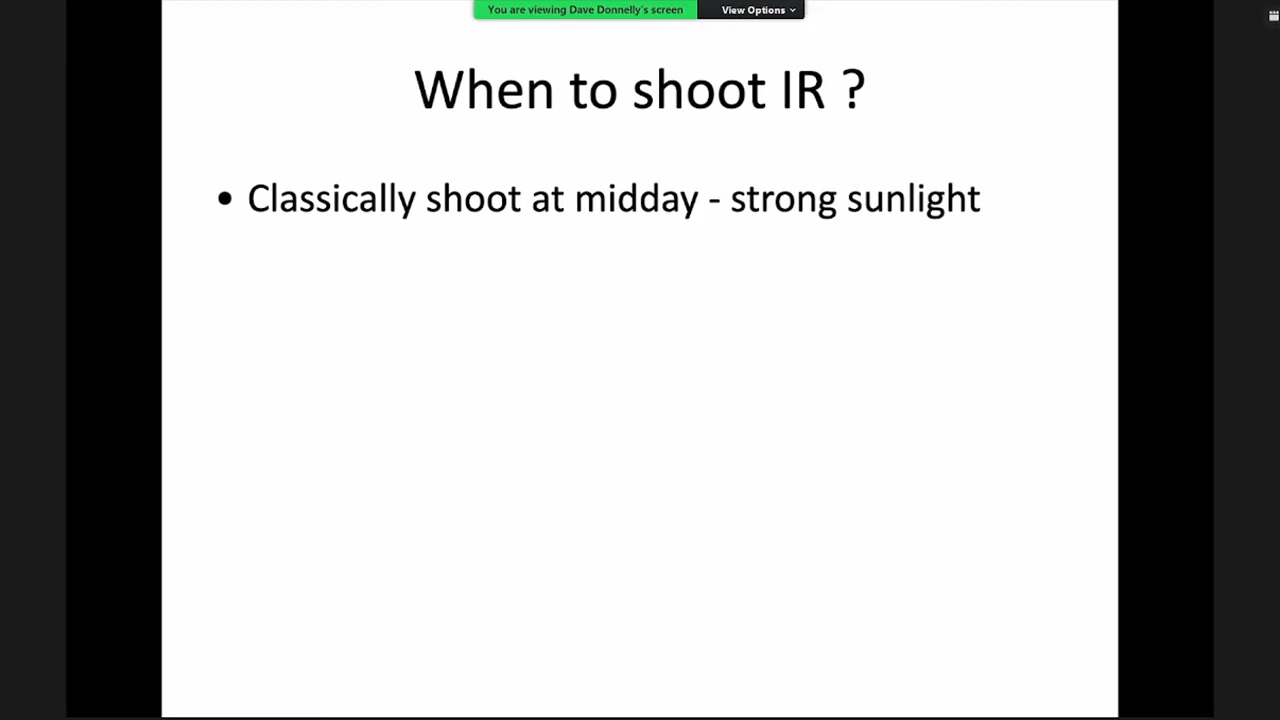 You are viewing Dave Donnelly's screen View Options
When to shoot IR ?
• Classically shoot at midday - strong sunlight